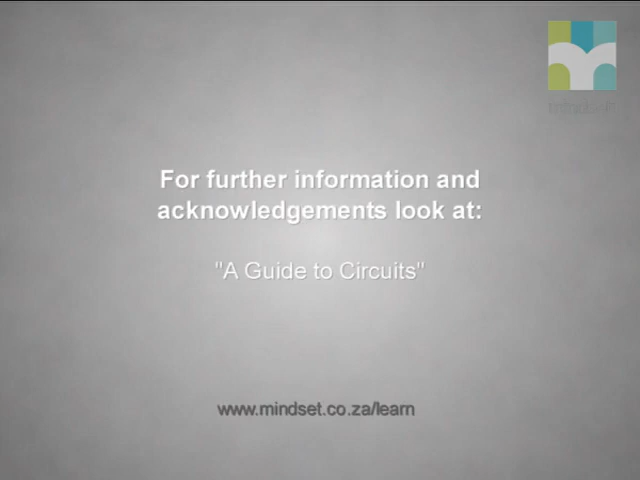 For further information and
acknowledgements look at:
"A Guide to Circuits"
www.mindset.co.za/learn